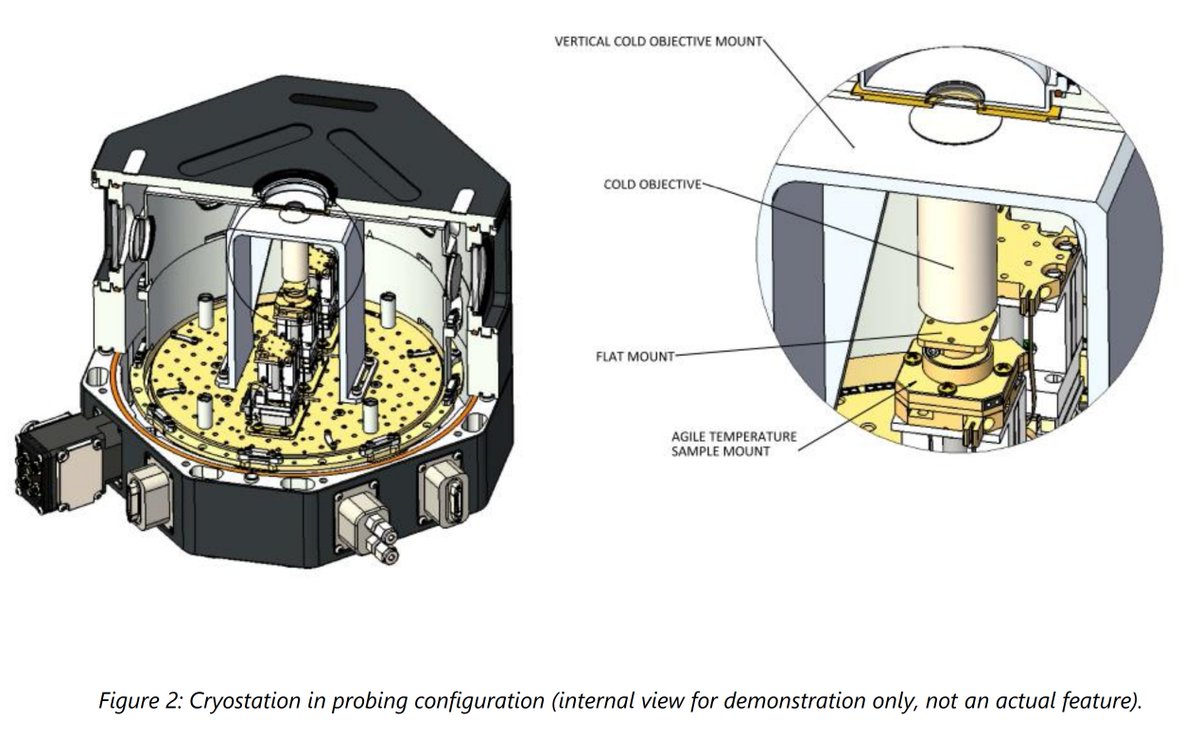 VERTICAL COLD OBJECTIVE MOUNT
COLD OBJECTIVE
FLAT MOUNT
AGILE TEMPERATURE
SAMPLE MOUNT
Figure 2: Cryostation in probing configuration (internal view for demonstration only, not an actual feature).